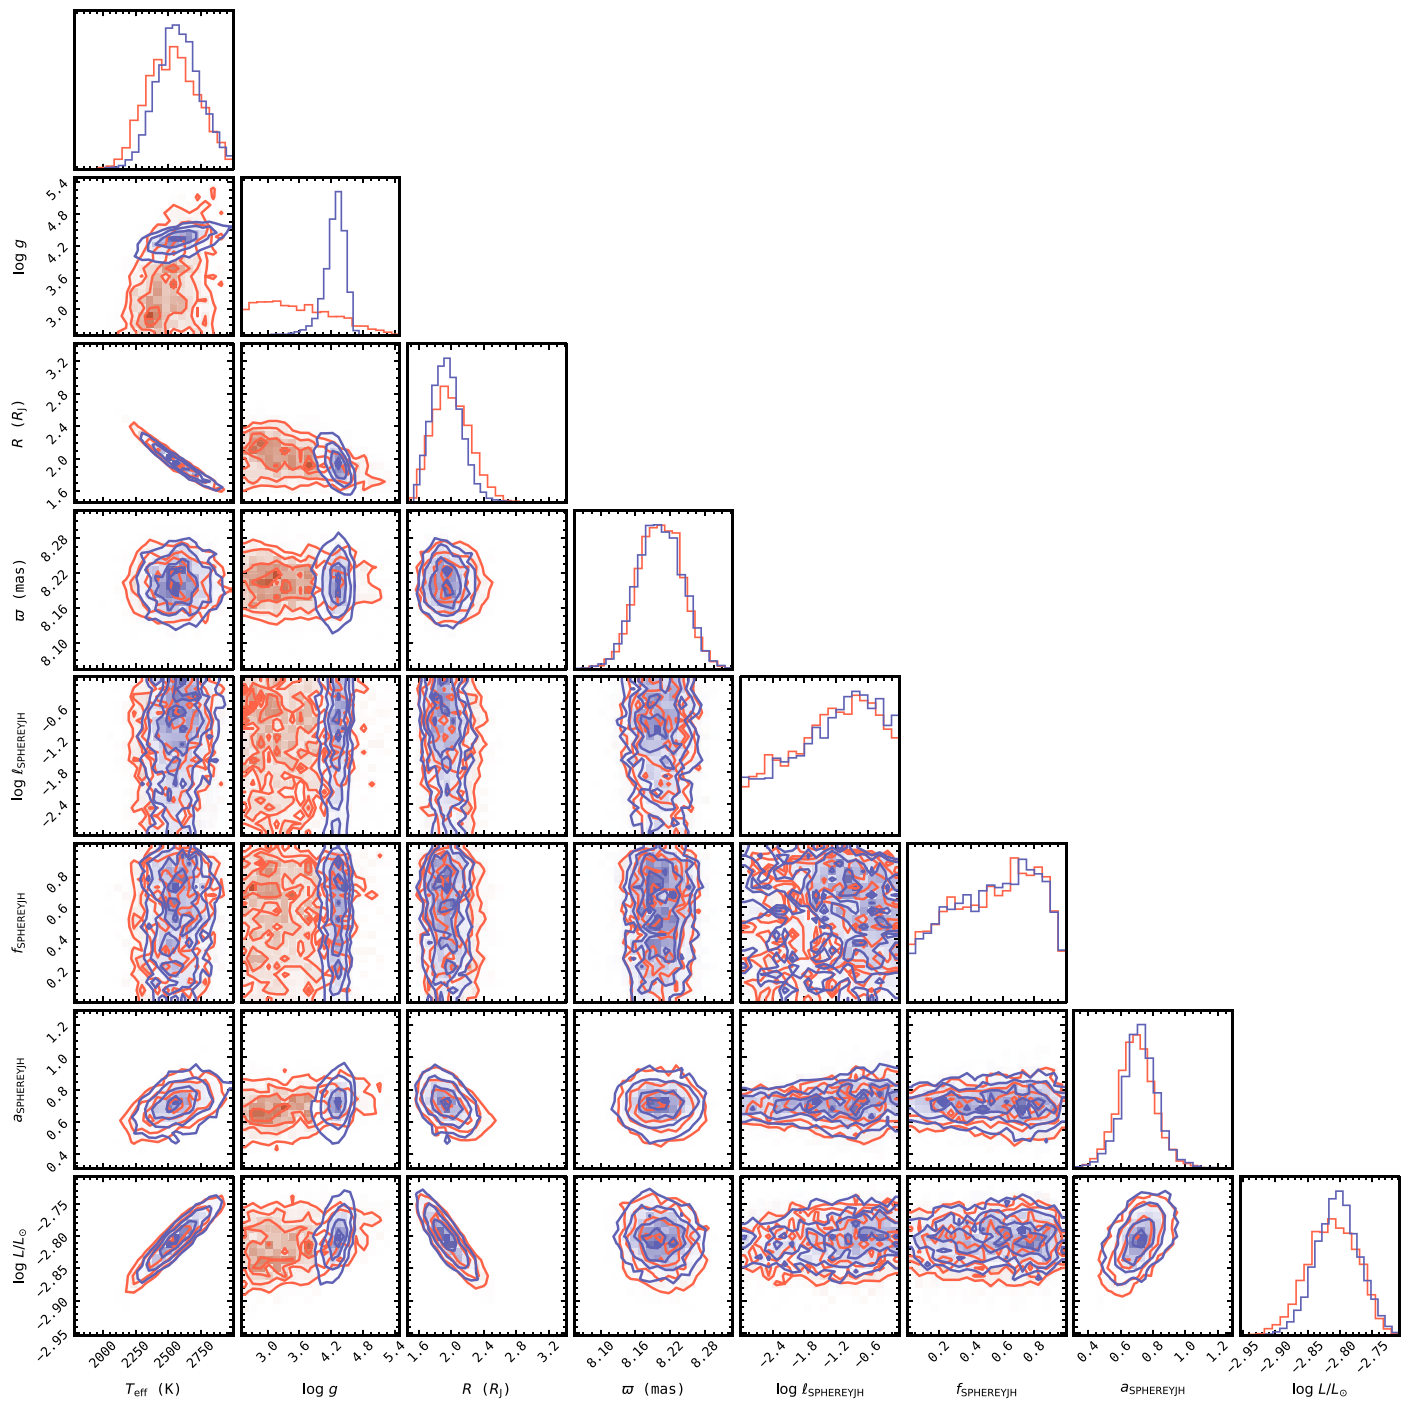 log g
5.4
4.8
4.2
3.6
3.0
R (R_J)
3.2
2.8
2.4
2.0
1.6
ϖ (mas)
8.28
8.22
8.16
8.10
log ℓ_SPHEREYJH
−0.6
−1.2
−1.8
−2.4
f_SPHEREYJH
0.8
0.6
0.4
0.2
a_SPHEREYJH
1.2
1.0
0.8
0.6
0.4
log L/L_⊙
−2.75
−2.80
−2.85
−2.90
−2.95
2000 2250 2500 2750
3.0 3.6 4.2 4.8 5.4
1.6 2.0 2.4 2.8 3.2
8.10 8.16 8.22 8.28
−2.4 −1.8 −1.2 −0.6
0.2 0.4 0.6 0.8
0.4 0.6 0.8 1.0 1.2
−2.95 −2.90 −2.85 −2.80 −2.75
T_eff (K)
log g
R (R_J)
ϖ (mas)
log ℓ_SPHEREYJH
f_SPHEREYJH
a_SPHEREYJH
log L/L_⊙